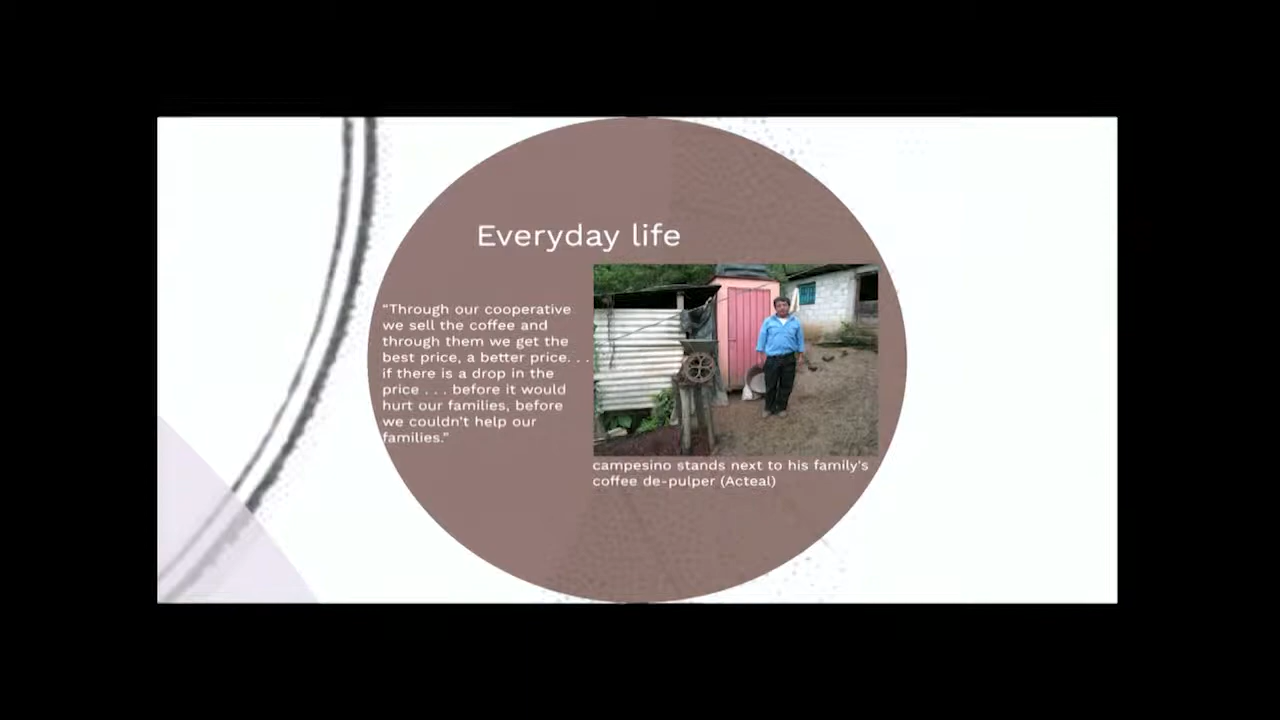 Everyday life
“Through our cooperative
we sell the coffee and
through them we get the
best price, a better price. . .
if there is a drop in the
price . . . before it would
hurt our families, before
we couldn't help our
families.”
campesino stands next to his family's
coffee de-pulper (Acteal)